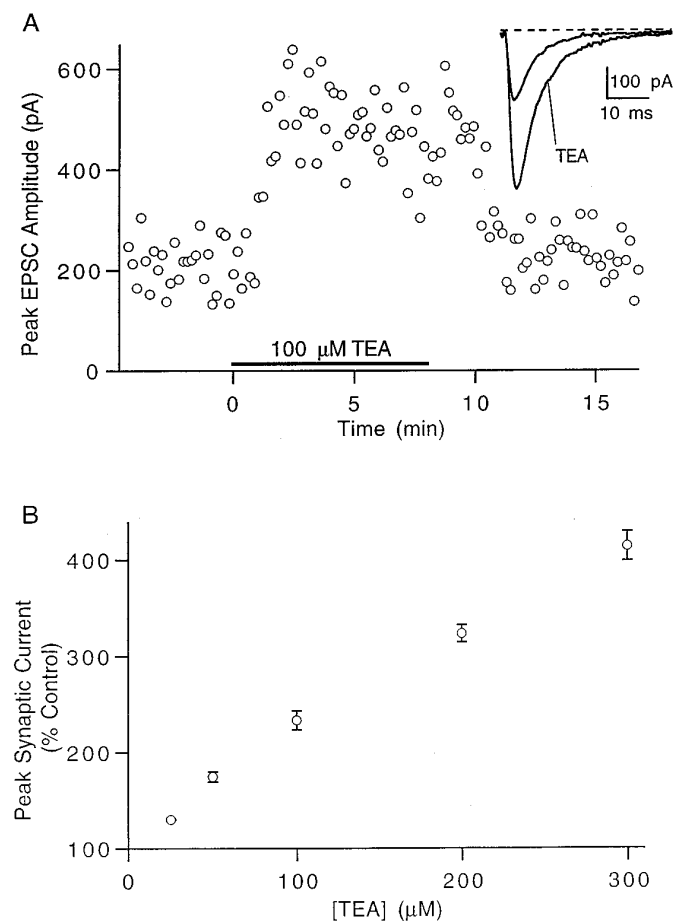 A
Peak EPSC Amplitude (pA)
600
400
200
0
100 pA
10 ms
TEA
100 μM TEA
0
5
10
15
Time (min)
B
Peak Synaptic Current
(% Control)
400
300
200
100
0
100
200
300
[TEA] (μM)